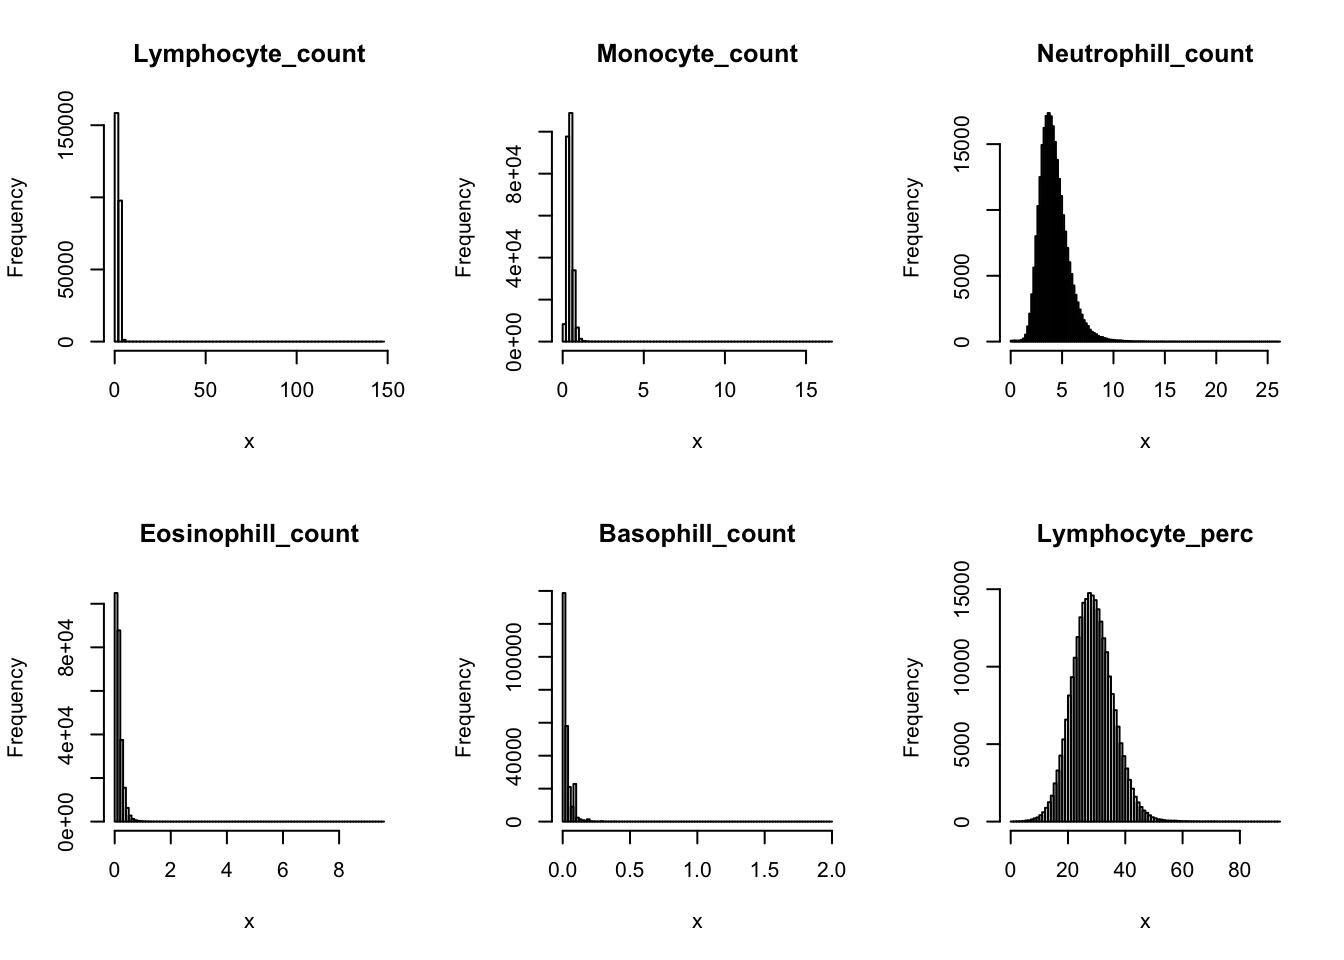 Lymphocyte_count
Frequency
0 50000 150000
0 50 100 150
x
Monocyte_count
Frequency
0e+00 4e+04 8e+04
0 5 10 15
x
Neutrophill_count
Frequency
0 5000 15000
0 5 10 15 20 25
x
Eosinophill_count
Frequency
0e+00 4e+04 8e+04
0 2 4 6 8
x
Basophill_count
Frequency
0 40000 100000
0.0 0.5 1.0 1.5 2.0
x
Lymphocyte_perc
Frequency
0 5000 10000 15000
0 20 40 60 80
x